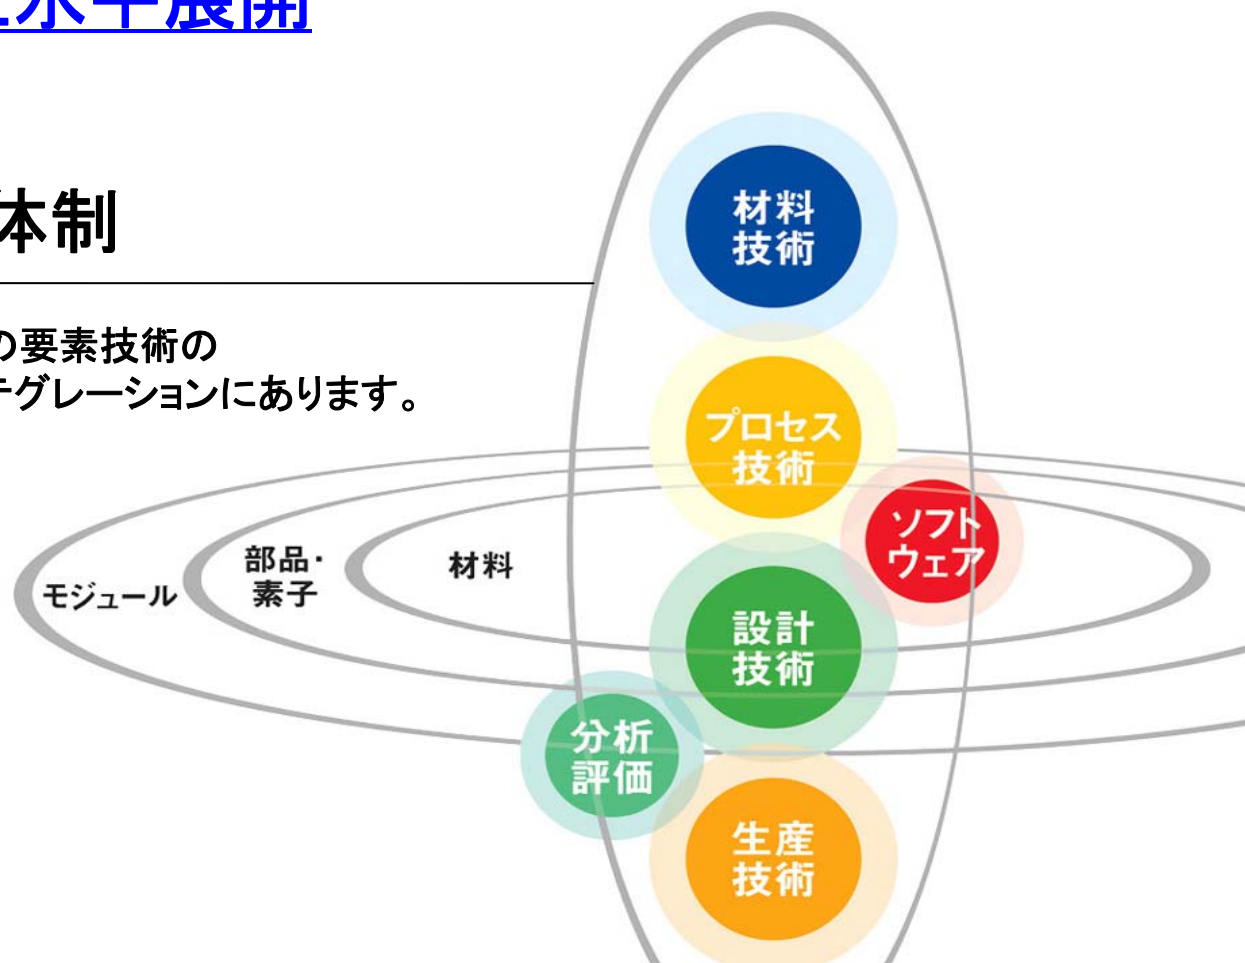 水平展開
体制
の要素技術の
テグレーションにあります。
材料
技術
プロセス
技術
ソフト
ウェア
部品・
素子
材料
モジュール
設計
技術
分析
評価
生産
技術